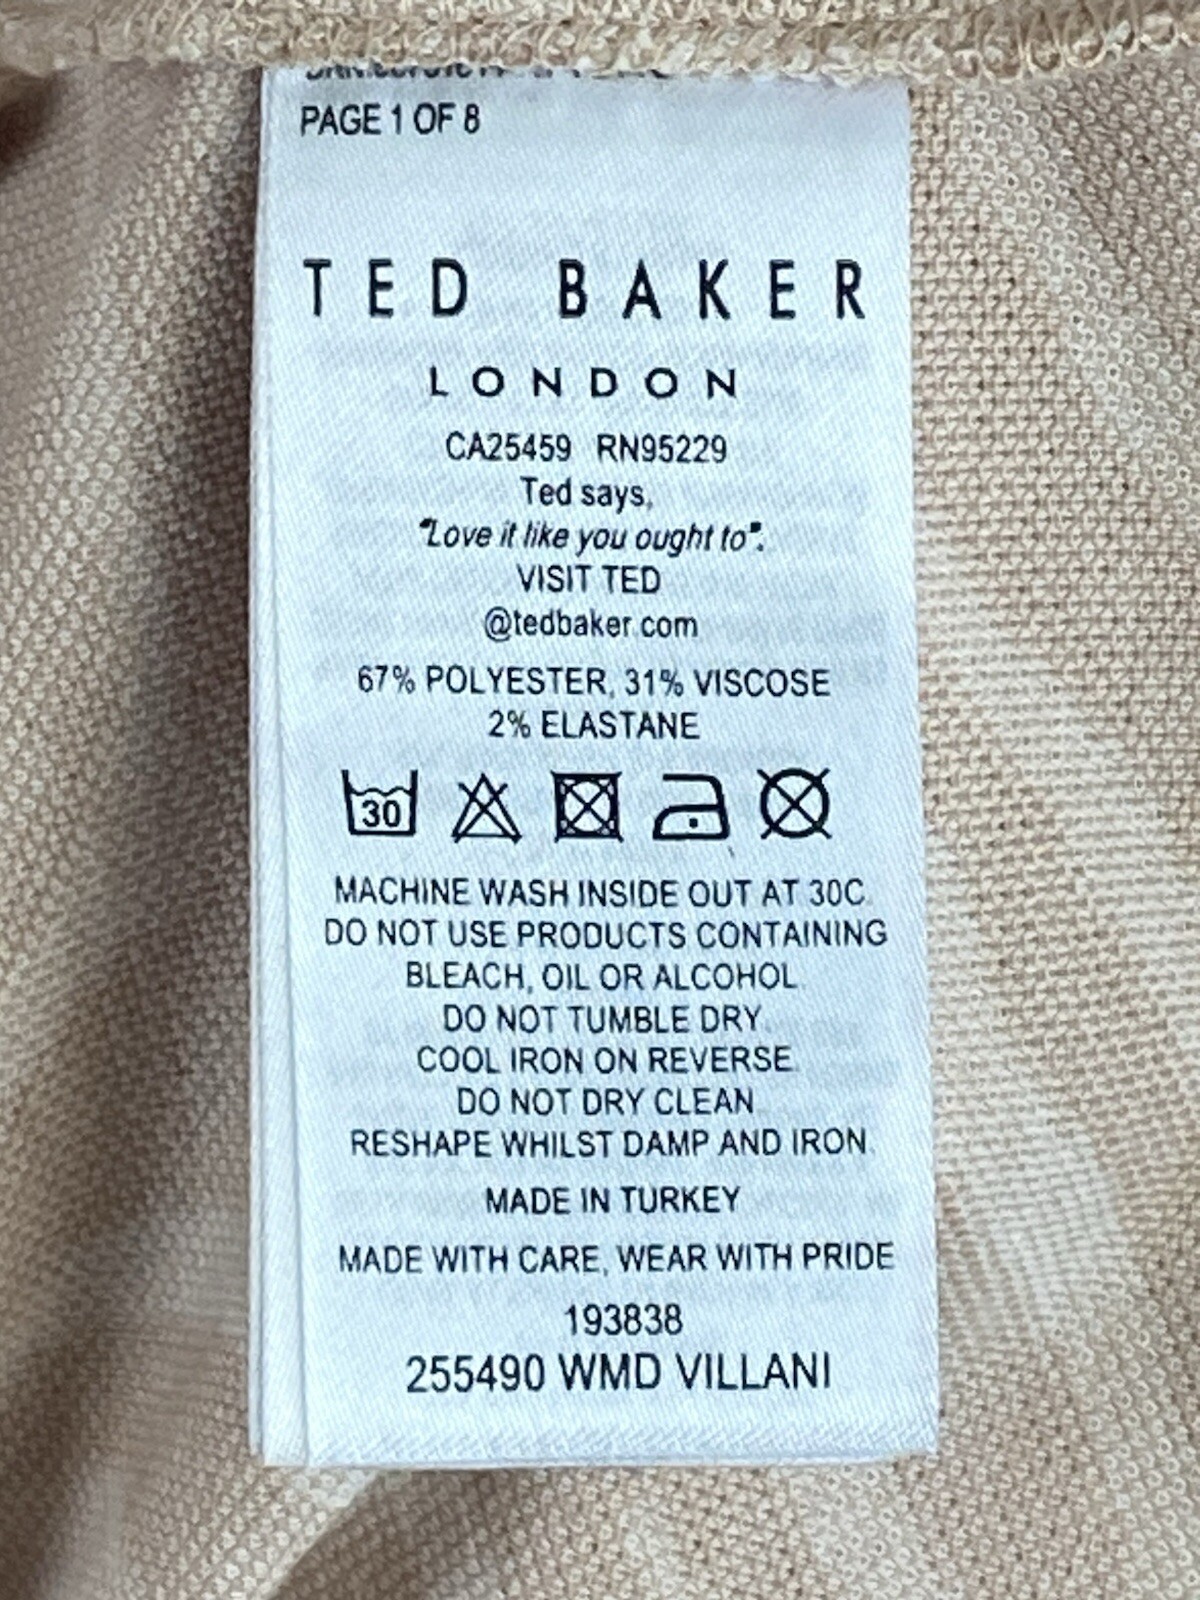 PAGE 1 OF 8
TED BAKER
LONDON
CA25459 RN95229
Ted says,
"Love it like you ought to".
VISIT TED
@tedbaker.com
67% POLYESTER, 31% VISCOSE
2% ELASTANE
30
MACHINE WASH INSIDE OUT AT 30C.
DO NOT USE PRODUCTS CONTAINING
BLEACH, OIL OR ALCOHOL.
DO NOT TUMBLE DRY.
COOL IRON ON REVERSE.
DO NOT DRY CLEAN.
RESHAPE WHILST DAMP AND IRON.
MADE IN TURKEY
MADE WITH CARE, WEAR WITH PRIDE
193838
255490 WMD VILLANI